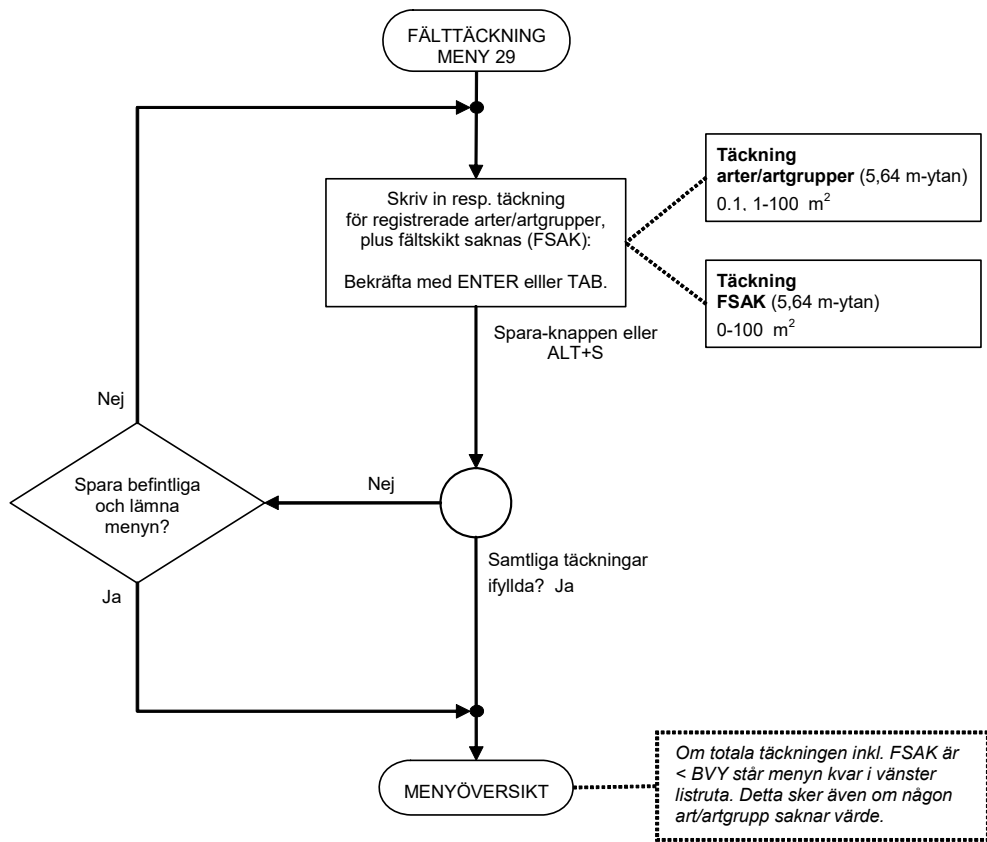 FÄLTTÄCKNING
MENY 29
Skriv in resp. täckning
för registrerade arter/artgrupper,
plus fältskikt saknas (FSAK):
Bekräfta med ENTER elller TAB.
Täckning
arter/artgrupper (5,64 m-ytan)
0.1, 1-100 m²
Täckning
FSAK (5,64 m-ytan)
0-100 m²
Spara-knappen eller
ALT+S
Nej
Spara befintliga
och lämna
menyn?
Nej
Ja
Samtliga täckningar
ifyllda? Ja
MENYÖVERSIKT
Om totala täckningen inkl. FSAK är
< BVY står menyn kvar i vänster
listruta. Detta sker även om någon
art/artgrupp saknar värde.